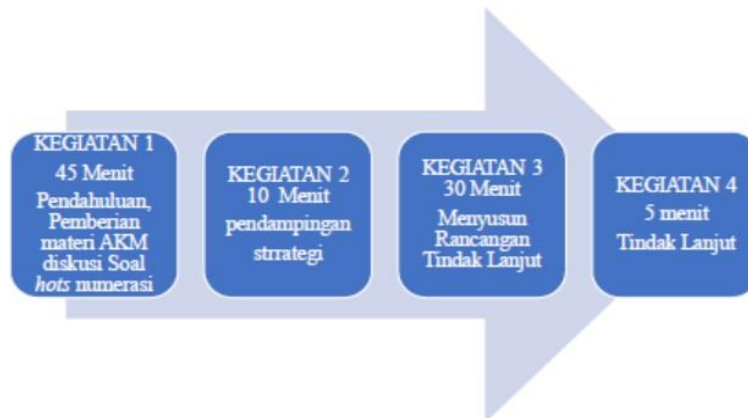 KEGIATAN 1
45 Menit
Pendahuluan,
Pemberian
materi AKM
diskusi Soal
hots numerasi
KEGIATAN 2
10 Menit
pendampingan
strrategi
KEGIATAN 3
30 Menit
Menyusun
Rancangan
Tindak Lanjut
KEGIATAN 4
5 menit
Tindak Lanjut